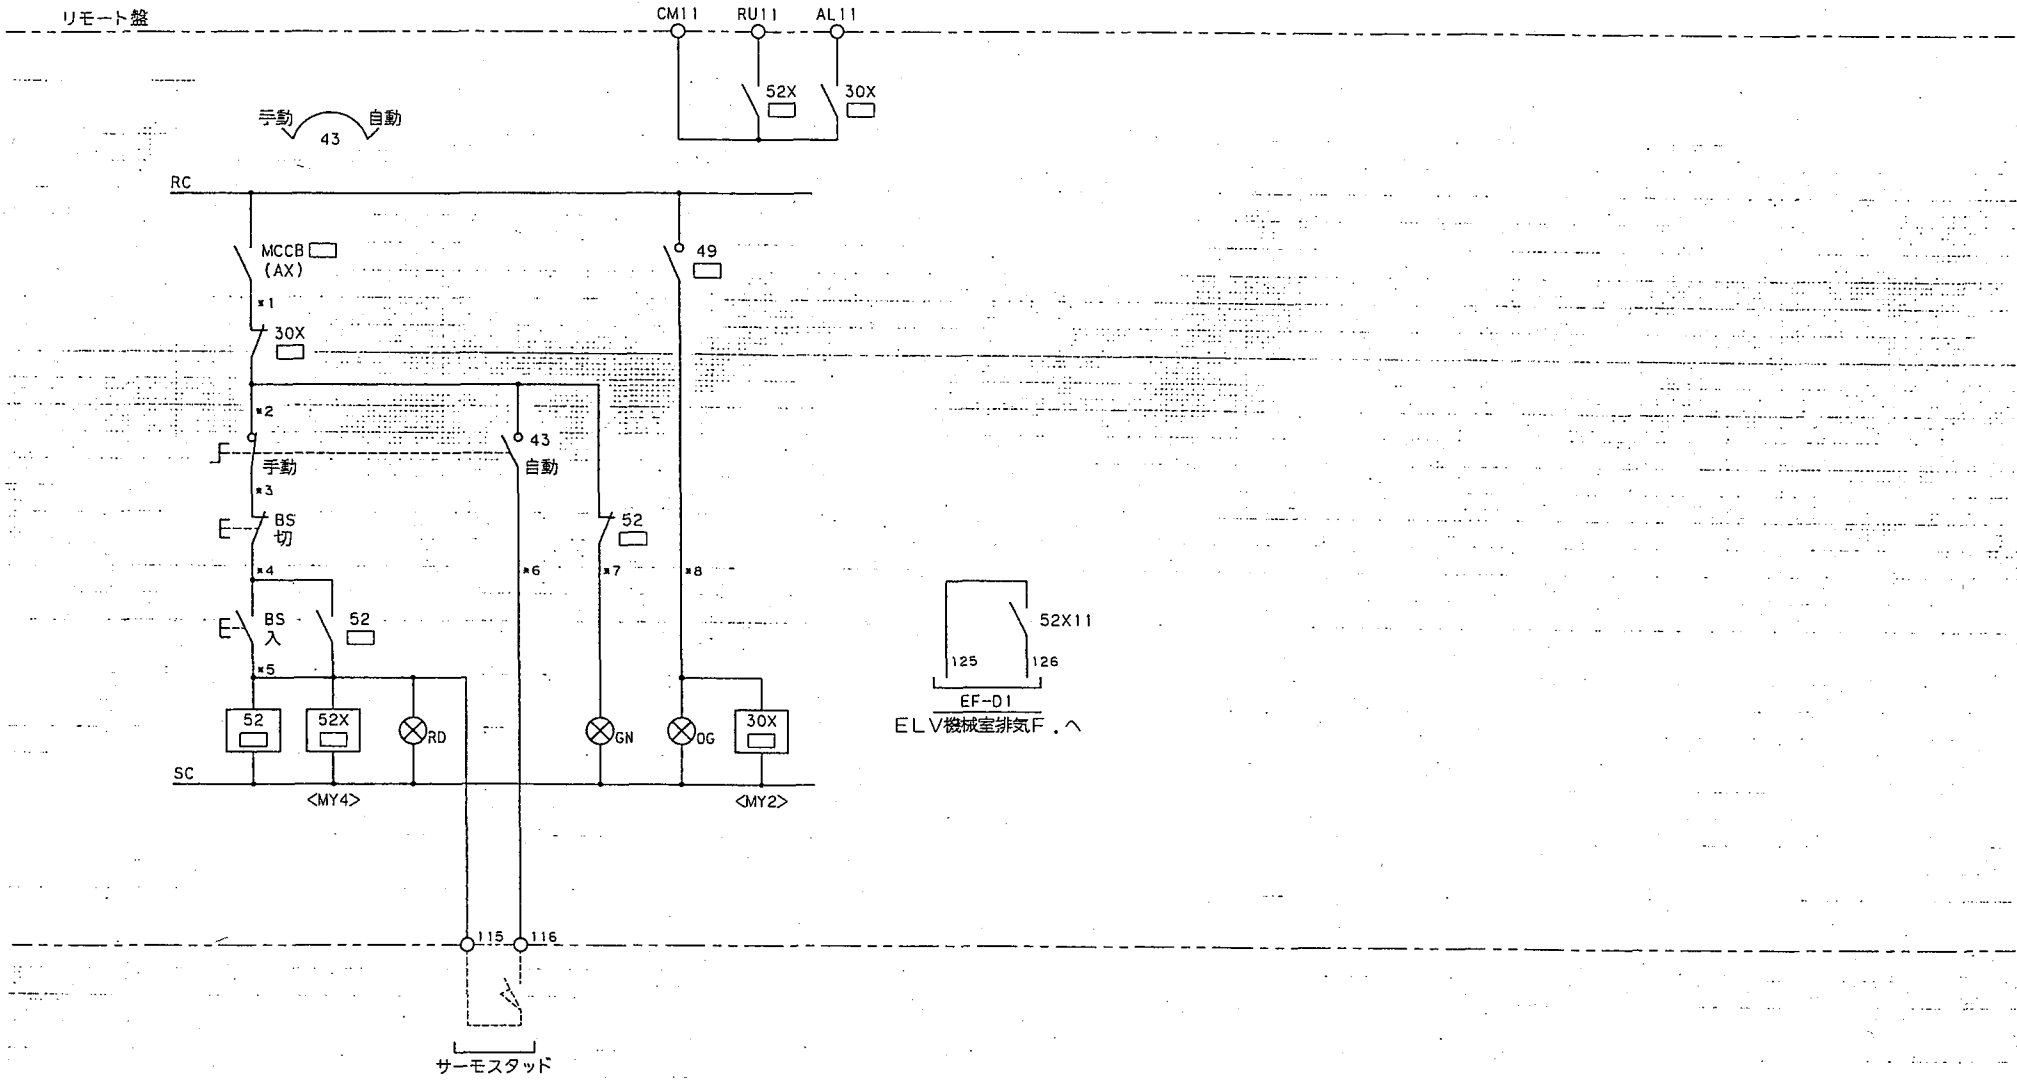 リモート盤
CM11 RU11 AL11
52X 30X
手動 43 自動
RC
MCCB
(AX)
49
*1
30X
*2
43
手動 自動
*3
BS
切
52
*4 *6 *7 *8
BS
入
52
52X11
*5
125 126
52 52X RD GN OG 30X
EF-D1
ELV機械室排気F.へ
SC
<MY4> <MY2>
115 116
サーモスタッド